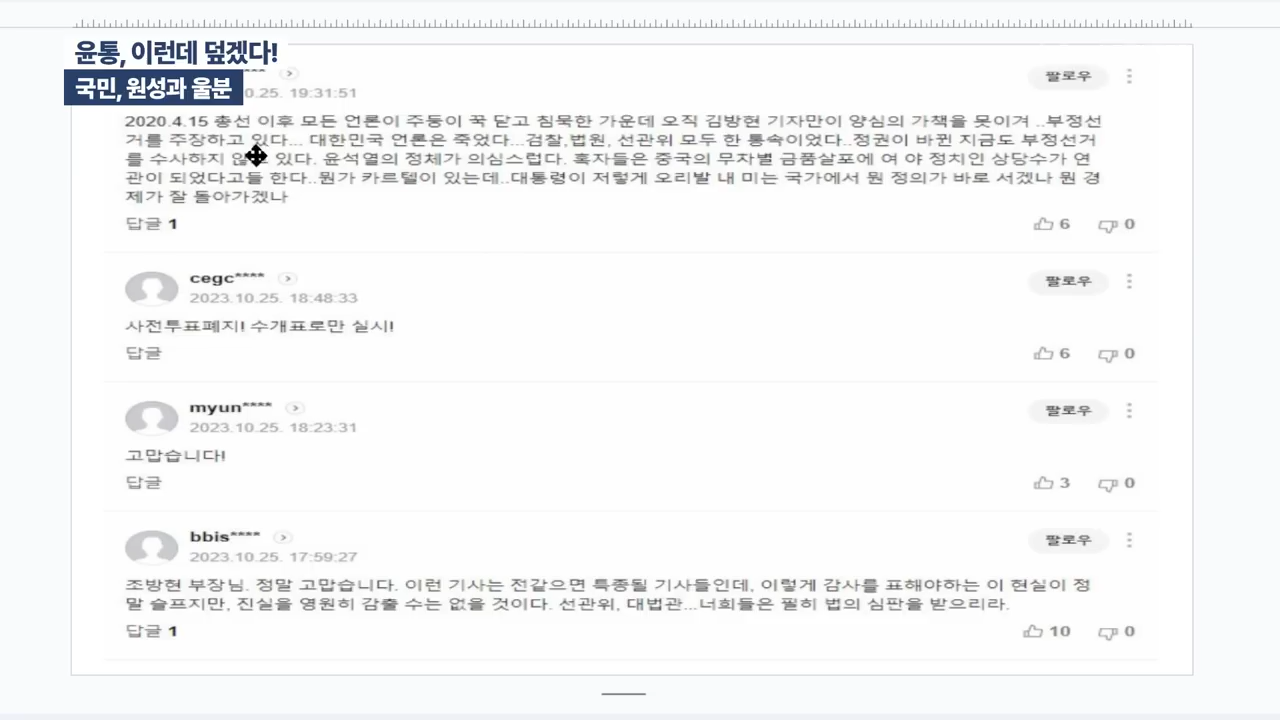 윤통, 이런데 덮겠다!
국민, 원성과 울분
**** >
0.25. 19:31:51
팔로우
2020.4.15 총선 이후 모든 언론이 주둥이 꾹 닫고 침묵한 가운데 오직 김방현 기자만이 양심의 가책을 못이겨 ..부정선
거를 주장하고 있다... 대한민국 언론은 죽었다...검찰,법원, 선관위 모두 한 통속이었다..정권이 바뀐 지금도 부정선거
를 수사하지 있다. 윤석열의 정체가 의심스럽다. 혹자들은 중국의 무자별 금품살포에 여 야 정치인 상당수가 연
관이 되었다고들 한다..뭔가 카르텔이 있는데..대통령이 저렇게 오리발 내 미는 국가에서 뭔 정의가 바로 서겠나 뭔 경
제가 잘 돌아가겠나
답글 1
6 0
cegc**** >
팔로우
2023.10.25. 18:48:33
사전투표폐지! 수개표로만 실시!
답글
6 0
myun**** >
팔로우
2023.10.25. 18:23:31
고맙습니다!
답글
3 0
bbis**** >
팔로우
2023.10.25. 17:59:27
조방현 부장님. 정말 고맙습니다. 이런 기사는 전같으면 특종될 기사들인데, 이렇게 감사를 표해야하는 이 현실이 정
말 슬프지만, 진실을 영원히 감출 수는 없을 것이다. 선관위, 대법관...너희들은 필히 법의 심판을 받으리라.
답글 1
10 0